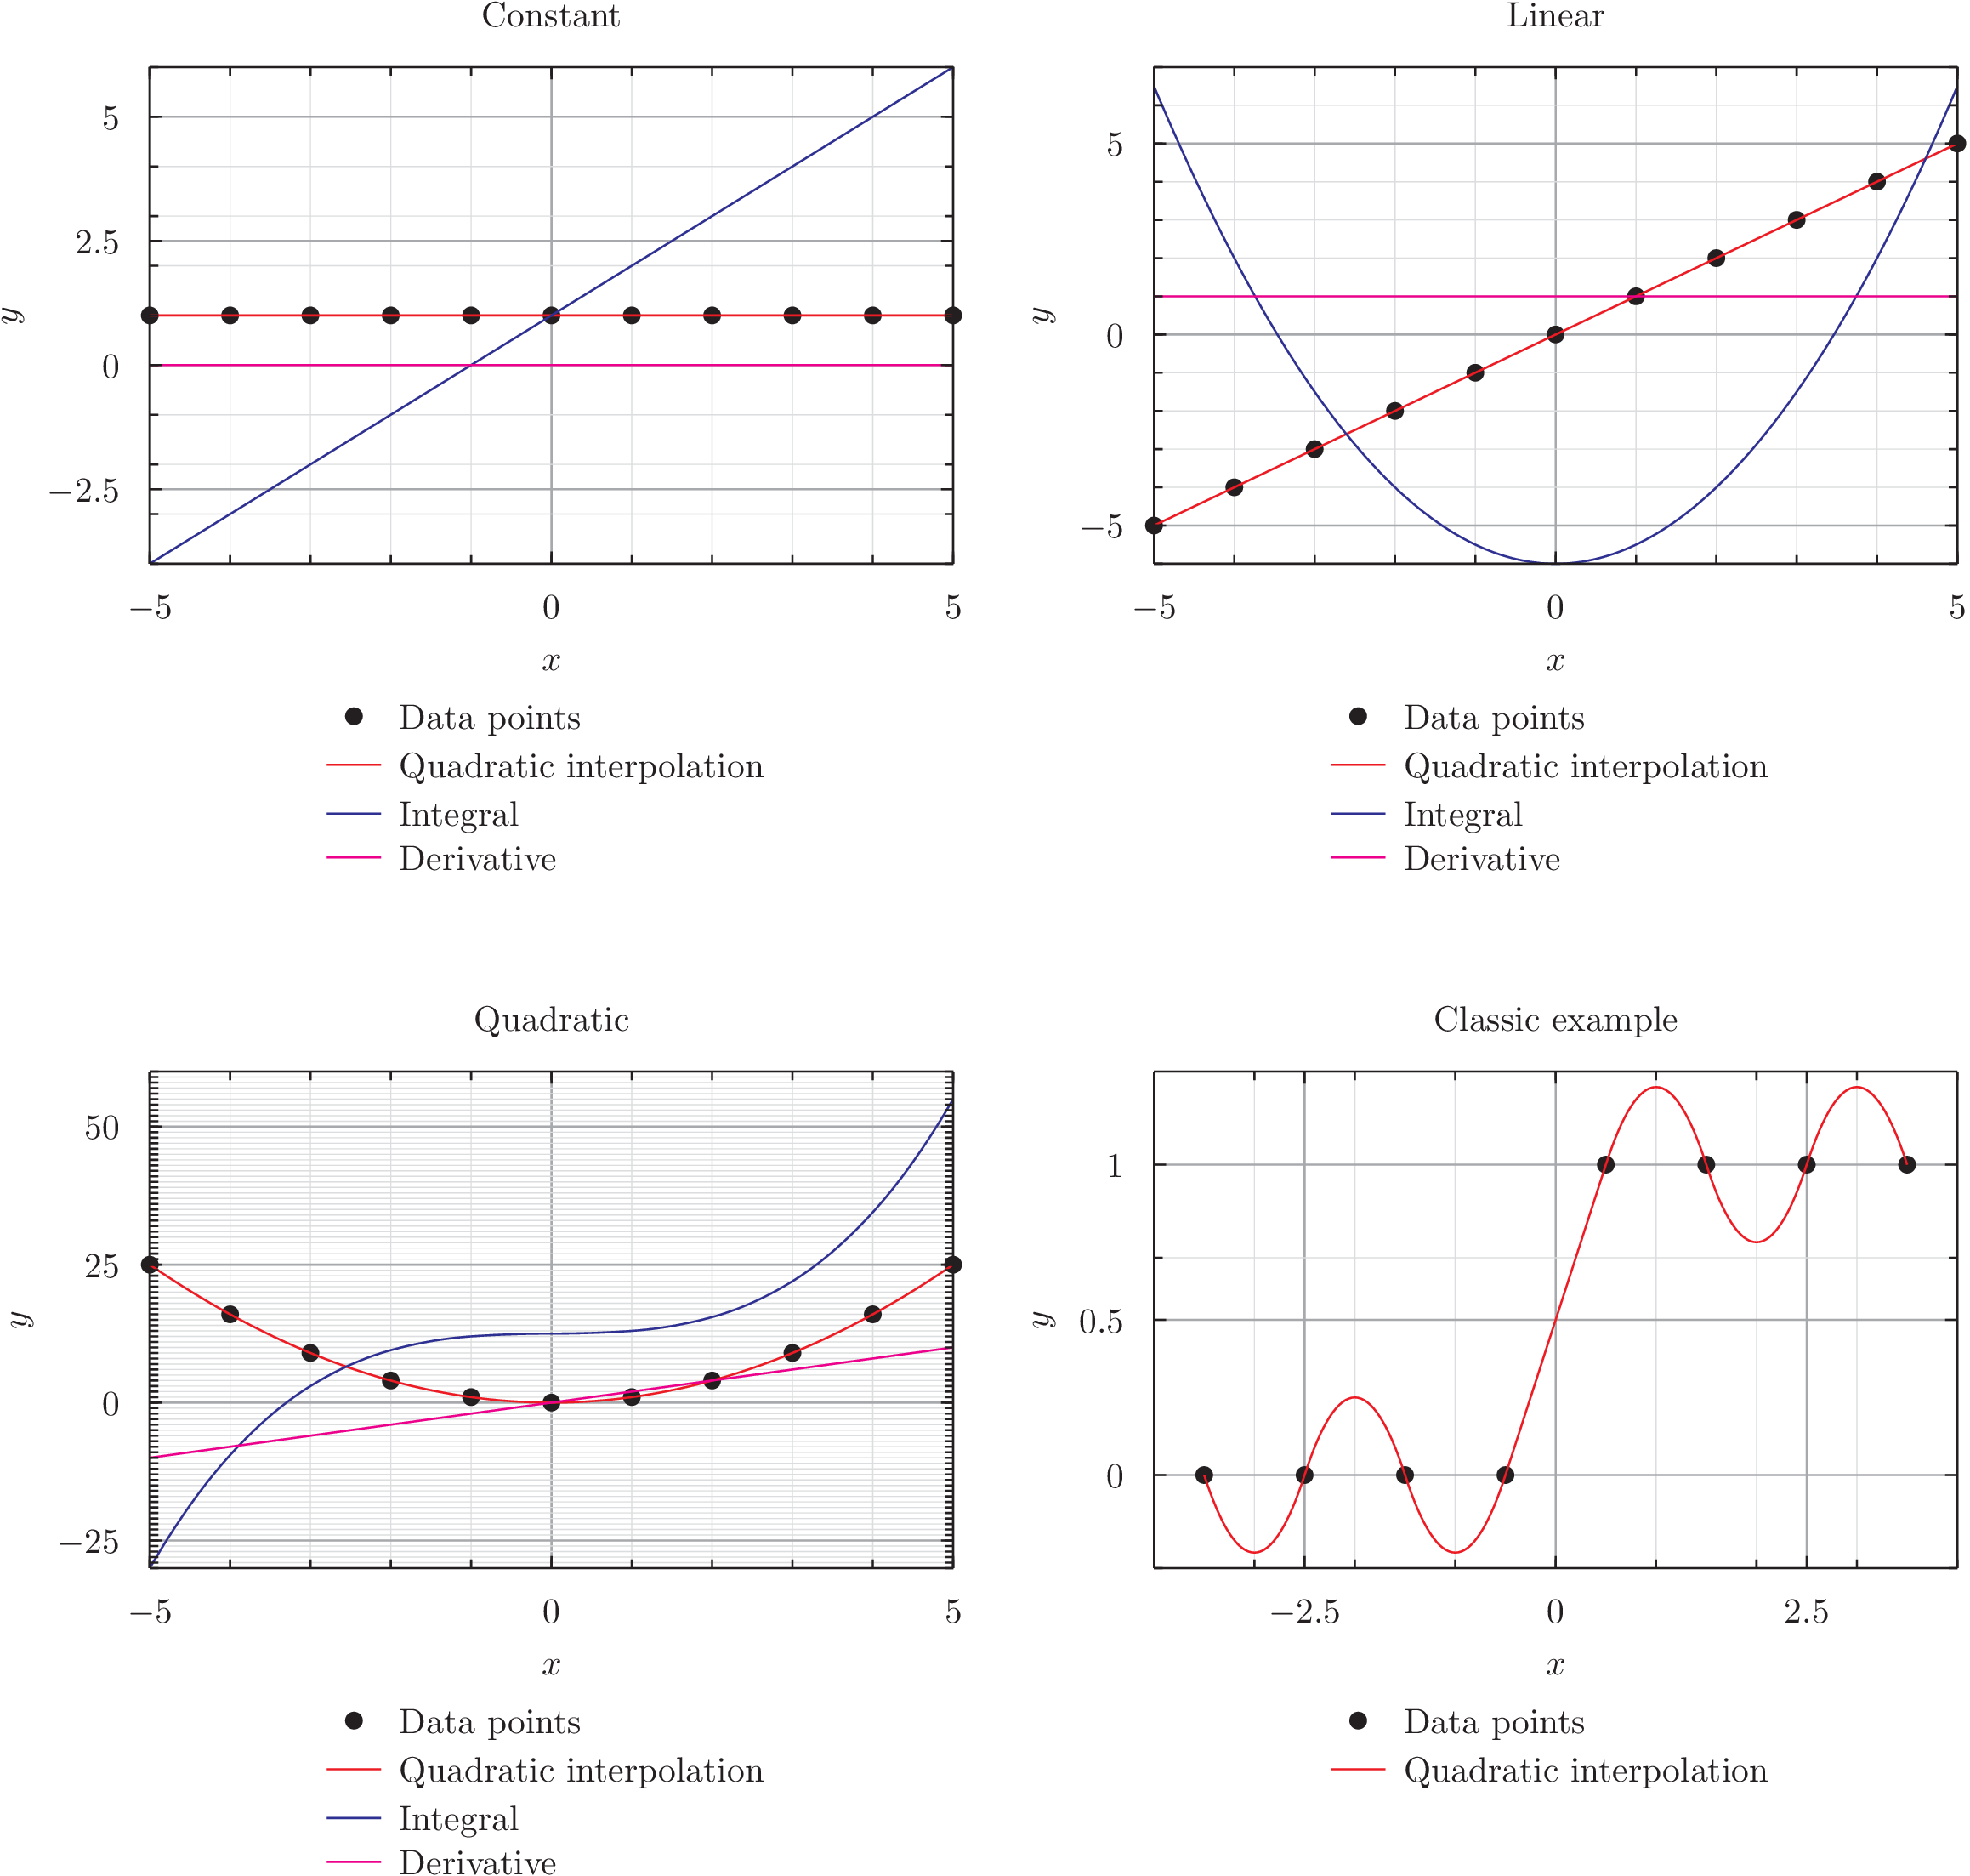 Constant
5
2.5
0
−2.5
y
−5 0 5
x
Data points
Quadratic interpolation
Integral
Derivative
Linear
5
0
−5
y
−5 0 5
x
Data points
Quadratic interpolation
Integral
Derivative
Quadratic
50
25
0
−25
y
−5 0 5
x
Data points
Quadratic interpolation
Integral
Derivative
Classic example
1
0.5
0
y
−2.5 0 2.5
x
Data points
Quadratic interpolation